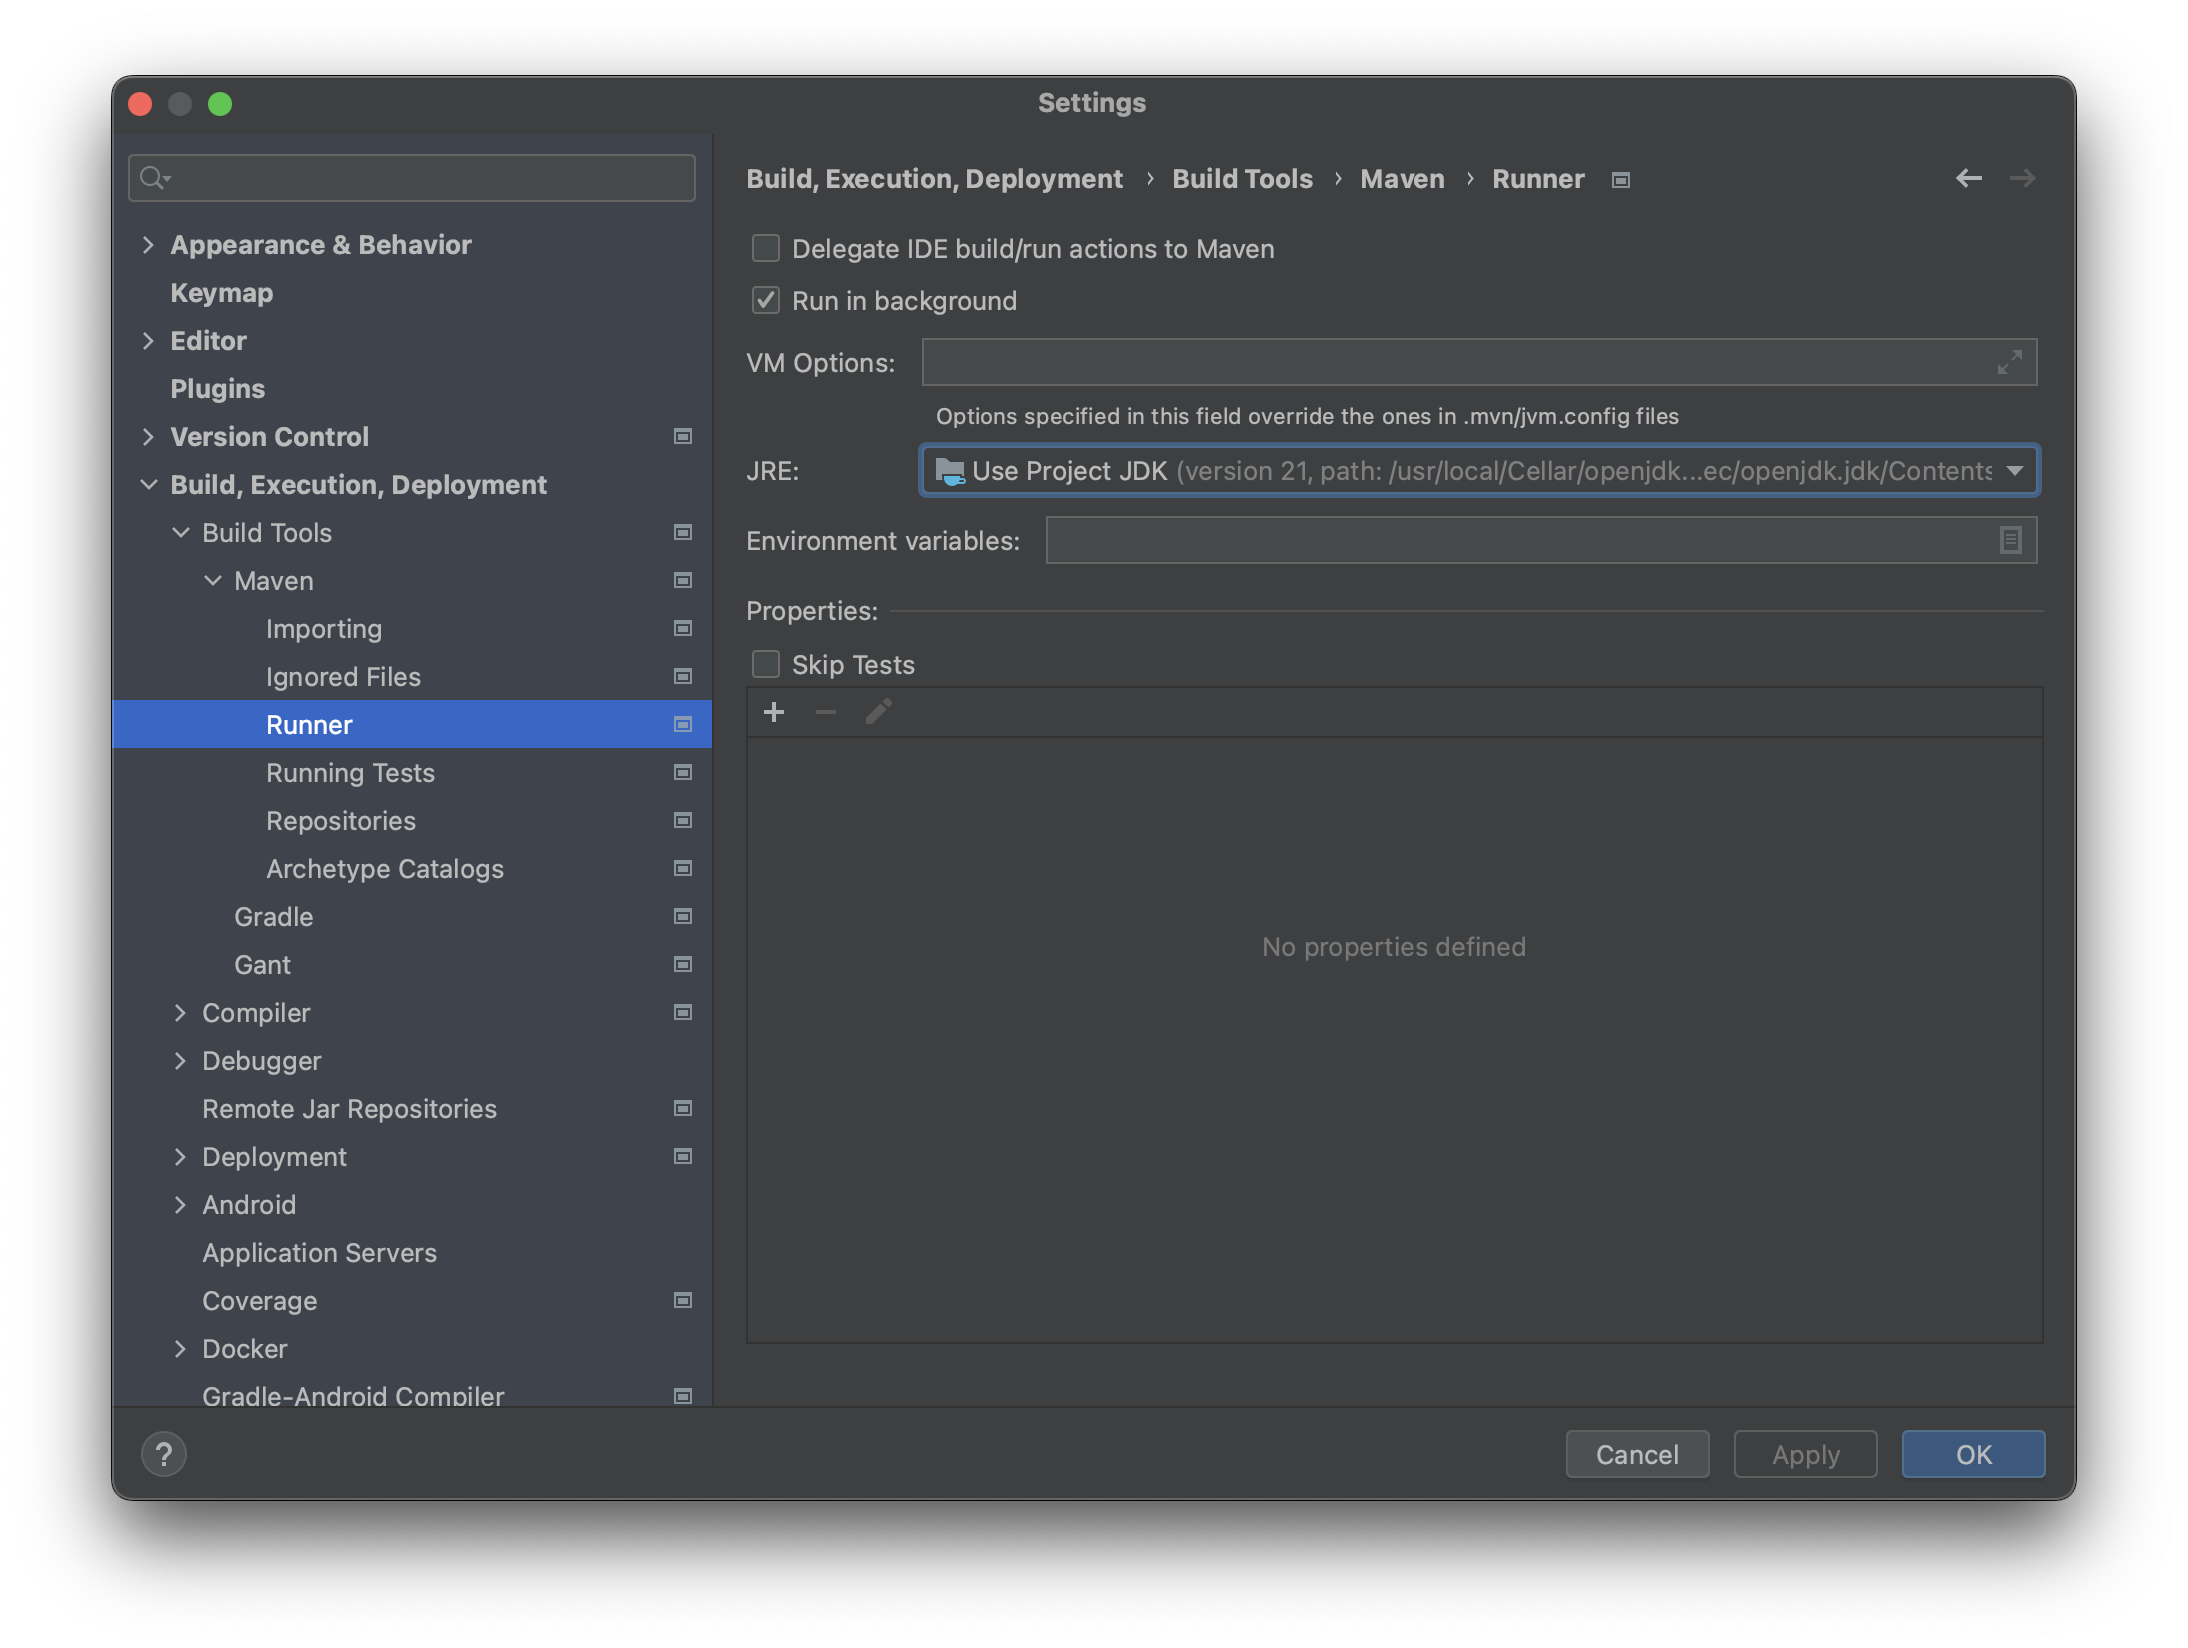 Settings
Appearance & Behavior
Keymap
Editor
Plugins
Version Control
Build, Execution, Deployment
Build Tools
Maven
Importing
Ignored Files
Runner
Running Tests
Repositories
Archetype Catalogs
Gradle
Gant
Compiler
Debugger
Remote Jar Repositories
Deployment
Android
Application Servers
Coverage
Docker
Gradle-Android Compiler
Build, Execution, Deployment › Build Tools › Maven › Runner
Delegate IDE build/run actions to Maven
Run in background
VM Options:
Options specified in this field override the ones in .mvn/jvm.config files
JRE: Use Project JDK (version 21, path: /usr/local/Cellar/openjdk...ec/openjdk.jdk/Contents
Environment variables:
Properties:
Skip Tests
No properties defined
? Cancel Apply OK